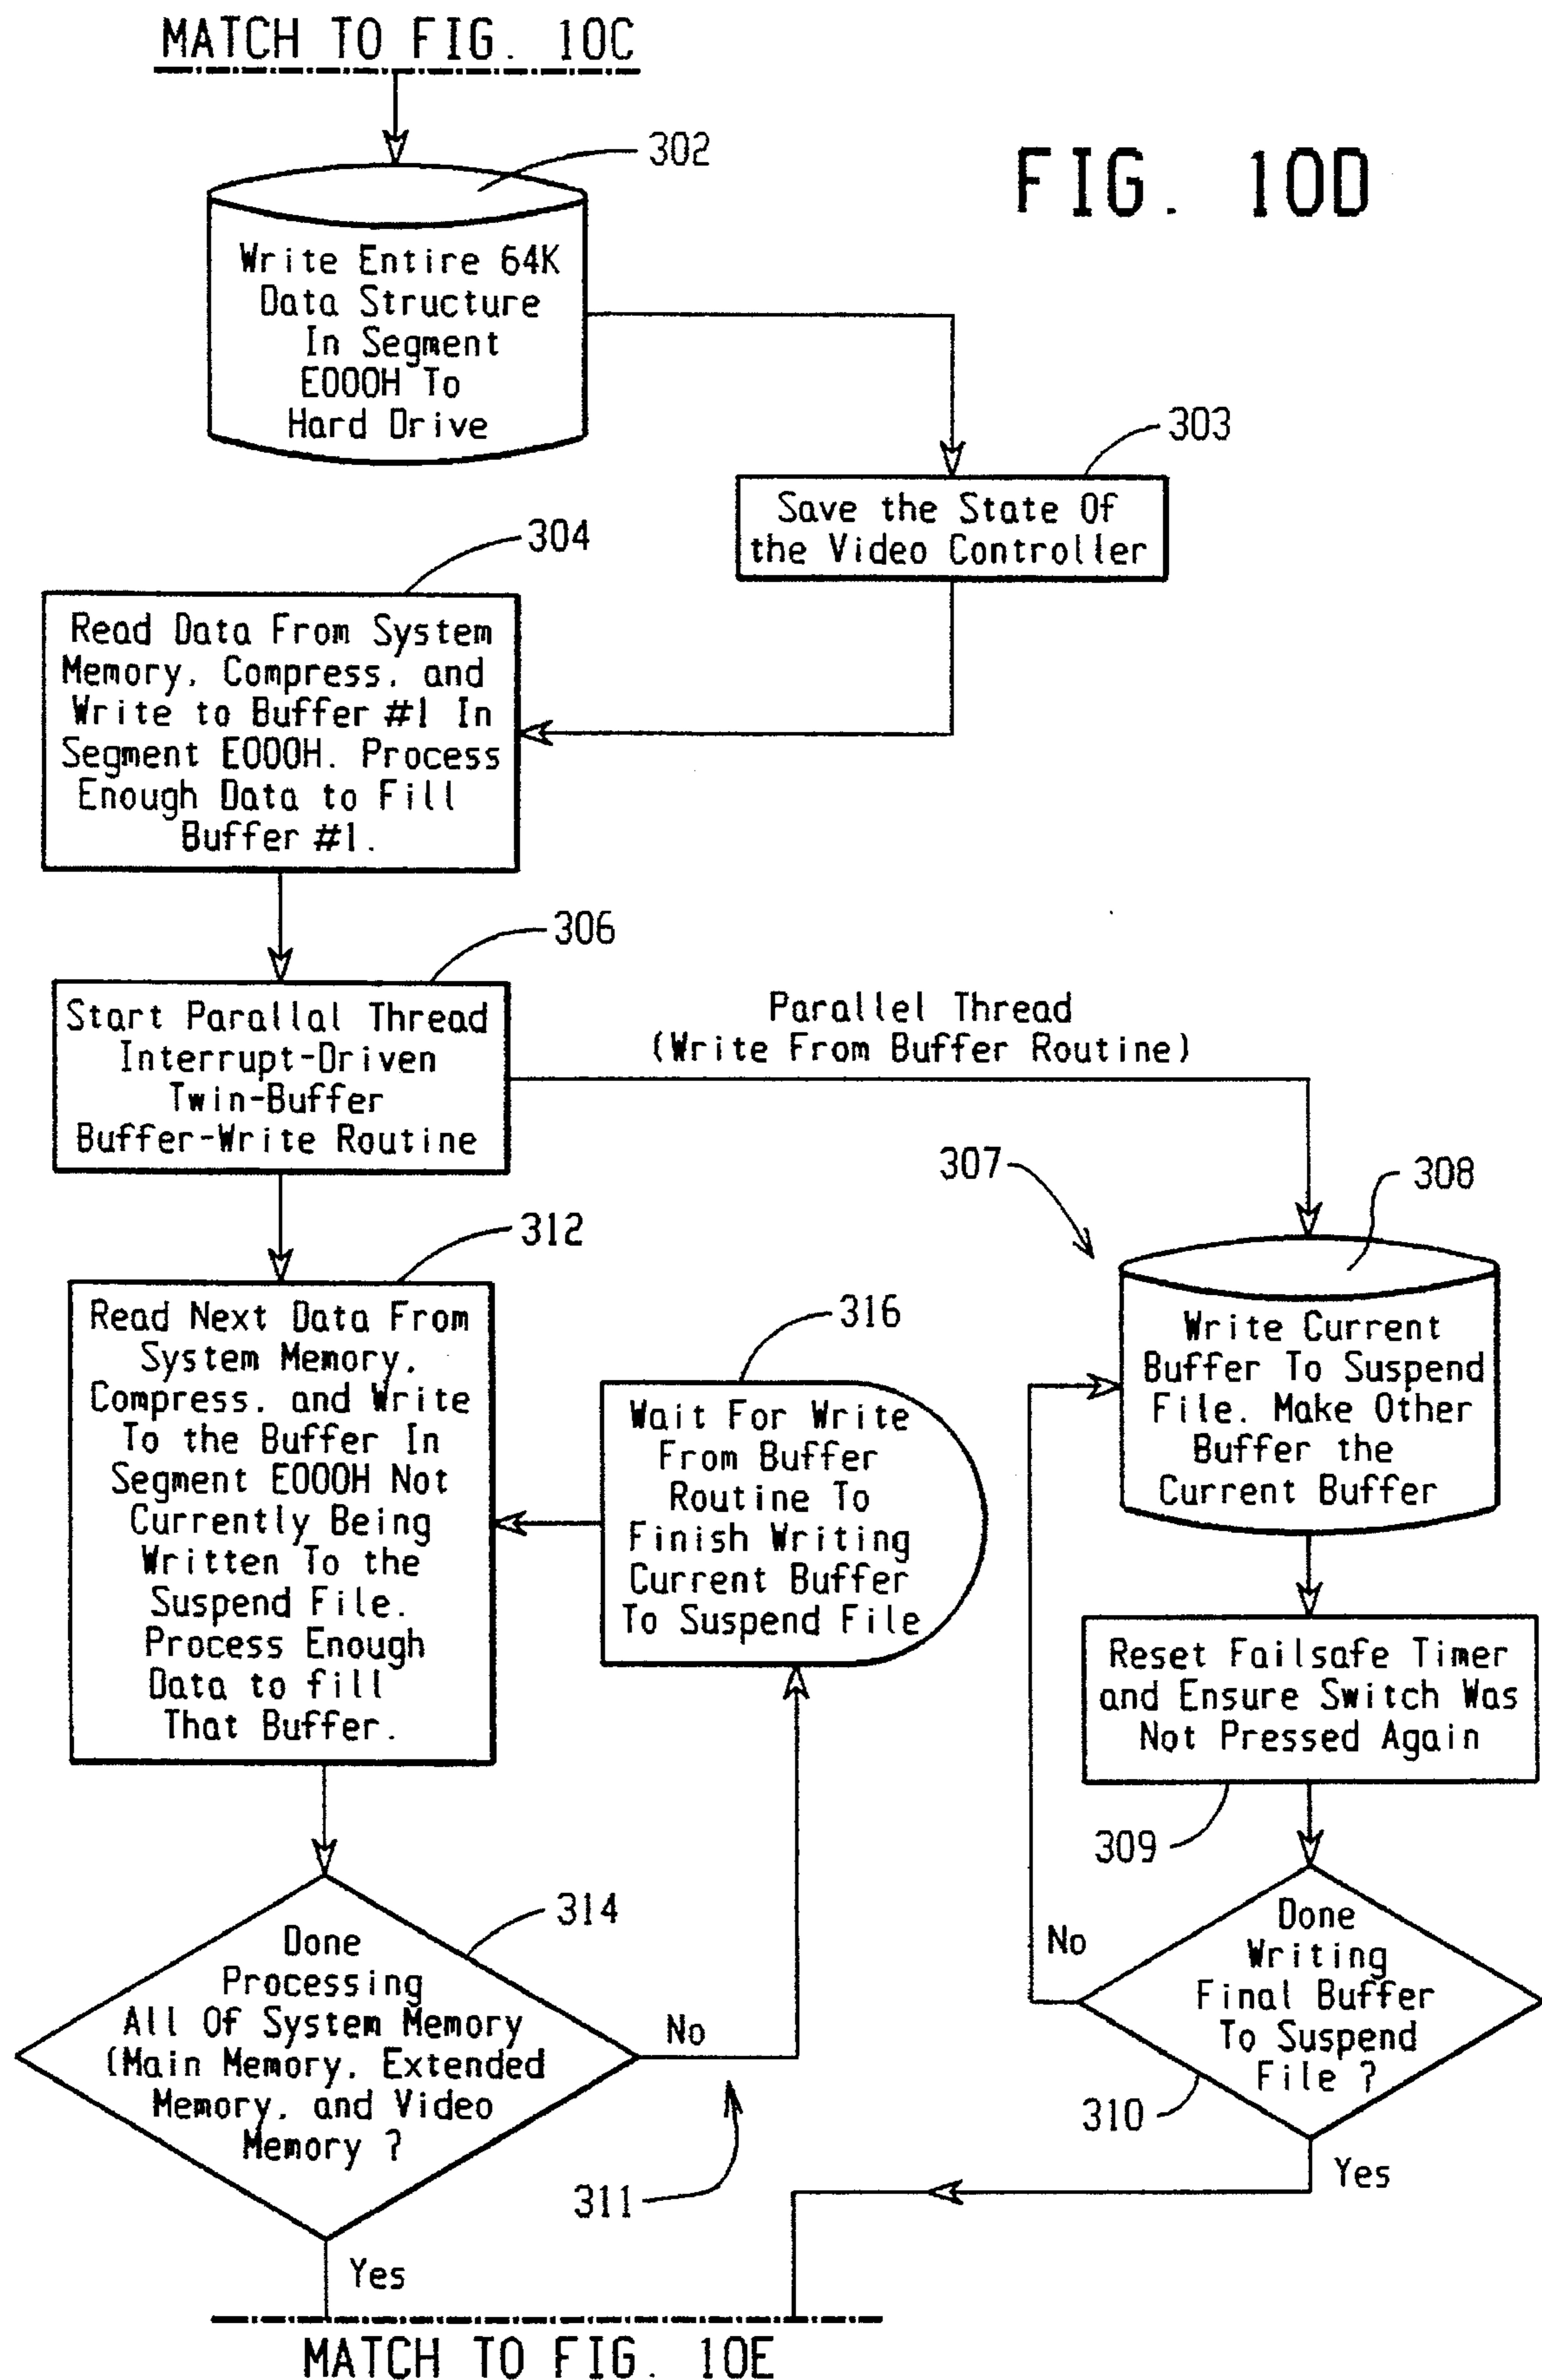 MATCH TO FIG. 10C
FIG. 10D
302
Write Entire 64K
Data Structure
In Segment
E000H To
Hard Drive
303
Save the State Of
the Video Controller
304
Read Data From System
Memory, Compress, and
Write to Buffer #1 In
Segment E000H. Process
Enough Data to Fill
Buffer #1.
306
Start Parallal Thread
Interrupt-Driven
Twin-Buffer
Buffer-Write Routine
Parallel Thread
(Write From Buffer Routine)
307
308
Write Current
Buffer To Suspend
File. Make Other
Buffer the
Current Buffer
312
Read Next Data From
System Memory,
Compress, and Write
To the Buffer In
Segment E000H Not
Currently Being
Written To the
Suspend File.
Process Enough
Data to fill
That Buffer.
316
Wait For Write
From Buffer
Routine To
Finish Writing
Current Buffer
To Suspend File
Reset Failsafe Timer
and Ensure Switch Was
Not Pressed Again
309
314
Done
Processing
All Of System Memory
(Main Memory, Extended
Memory, and Video
Memory ?
No
311
Done
Writing
Final Buffer
To Suspend
File ?
No
310
Yes
Yes
MATCH TO FIG. 10E